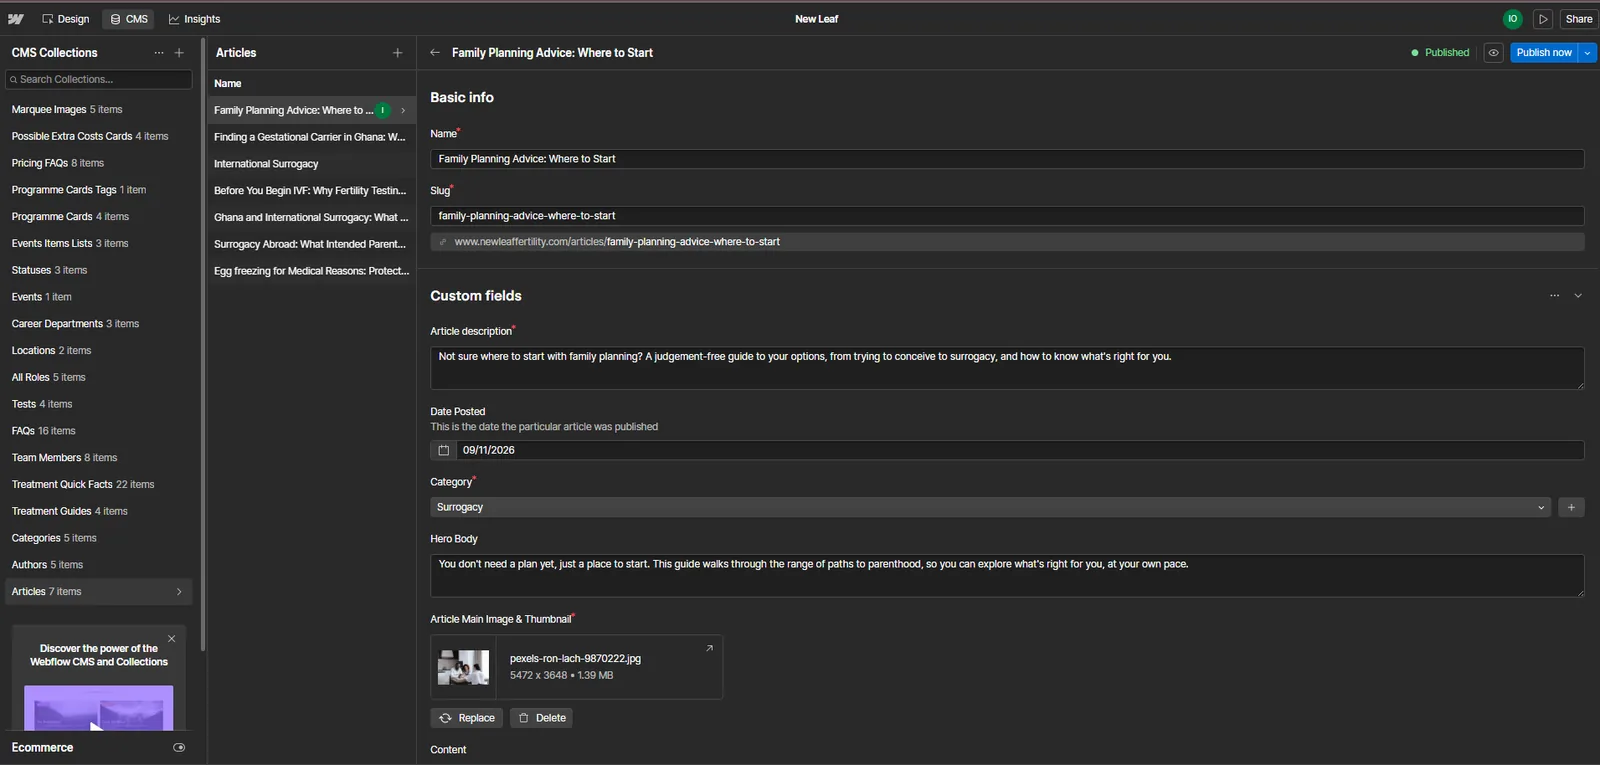 Design
CMS
Insights
New Leaf
IO
Share
CMS Collections
Search Collections...
Marquee Images 5 items
Possible Extra Costs Cards 4 items
Pricing FAQs 8 items
Programme Cards Tags 1 item
Programme Cards 4 items
Events Items Lists 3 items
Statuses 3 items
Events 1 item
Career Departments 3 items
Locations 2 items
All Roles 5 items
Tests 4 items
FAQs 16 items
Team Members 8 items
Treatment Quick Facts 22 items
Treatment Guides 4 items
Categories 5 items
Authors 5 items
Articles 7 items
Discover the power of the
Webflow CMS and Collections
Ecommerce
Articles
Name
Family Planning Advice: Where to ...
I
Finding a Gestational Carrier in Ghana: W...
International Surrogacy
Before You Begin IVF: Why Fertility Testin...
Ghana and International Surrogacy: What ...
Surrogacy Abroad: What Intended Parent...
Egg freezing for Medical Reasons: Protect...
Family Planning Advice: Where to Start
Published
Publish now
Basic info
Name*
Family Planning Advice: Where to Start
Slug*
family-planning-advice-where-to-start
www.newleaffertility.com/articles/family-planning-advice-where-to-start
Custom fields
Article description*
Not sure where to start with family planning? A judgement-free guide to your options, from trying to conceive to surrogacy, and how to know what's right for you.
Date Posted
This is the date the particular article was published
09/11/2026
Category*
Surrogacy
Hero Body
You don't need a plan yet, just a place to start. This guide walks through the range of paths to parenthood, so you can explore what's right for you, at your own pace.
Article Main Image & Thumbnail*
pexels-ron-lach-9870222.jpg
5472 x 3648 • 1.39 MB
Replace
Delete
Content